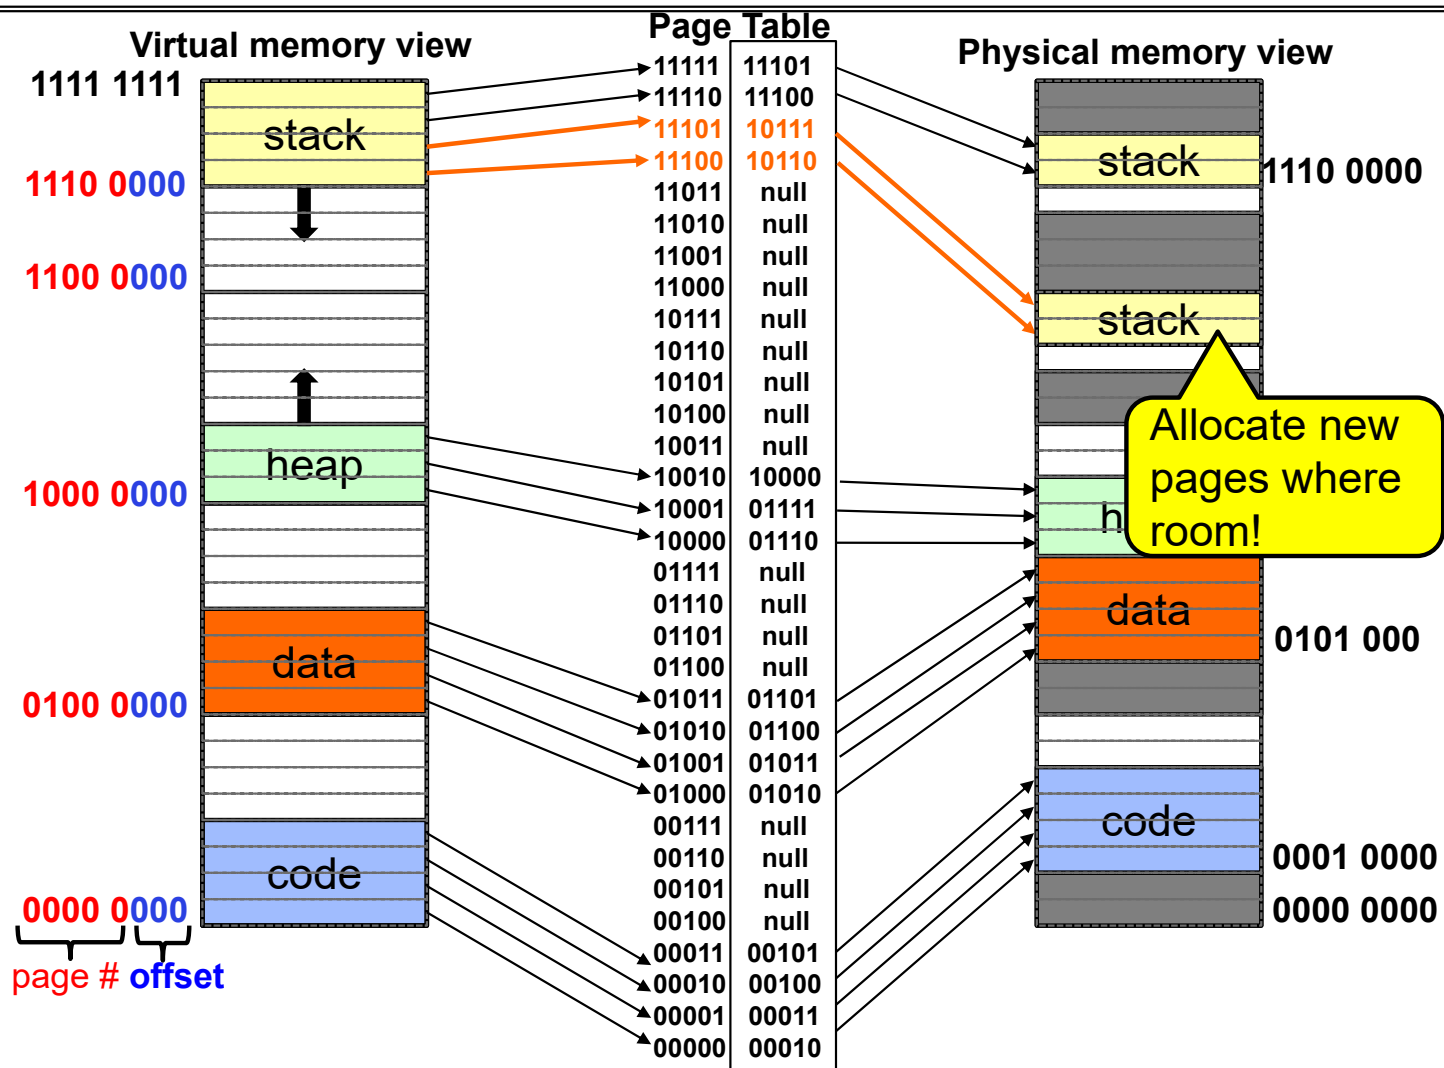 Page Table
Virtual memory view
Physical memory view
1111 1111
stack
1110 0000
1100 0000
heap
1000 0000
data
0100 0000
code
0000 0000
page # offset
11111 11101
11110 11100
11101 10111
11100 10110
11011 null
11010 null
11001 null
11000 null
10111 null
10110 null
10101 null
10100 null
10011 null
10010 10000
10001 01111
10000 01110
01111 null
01110 null
01101 null
01100 null
01011 01101
01010 01100
01001 01011
01000 01010
00111 null
00110 null
00101 null
00100 null
00011 00101
00010 00100
00001 00011
00000 00010
stack
1110 0000
stack
Allocate new
pages where
room!
h
data
0101 000
code
0001 0000
0000 0000